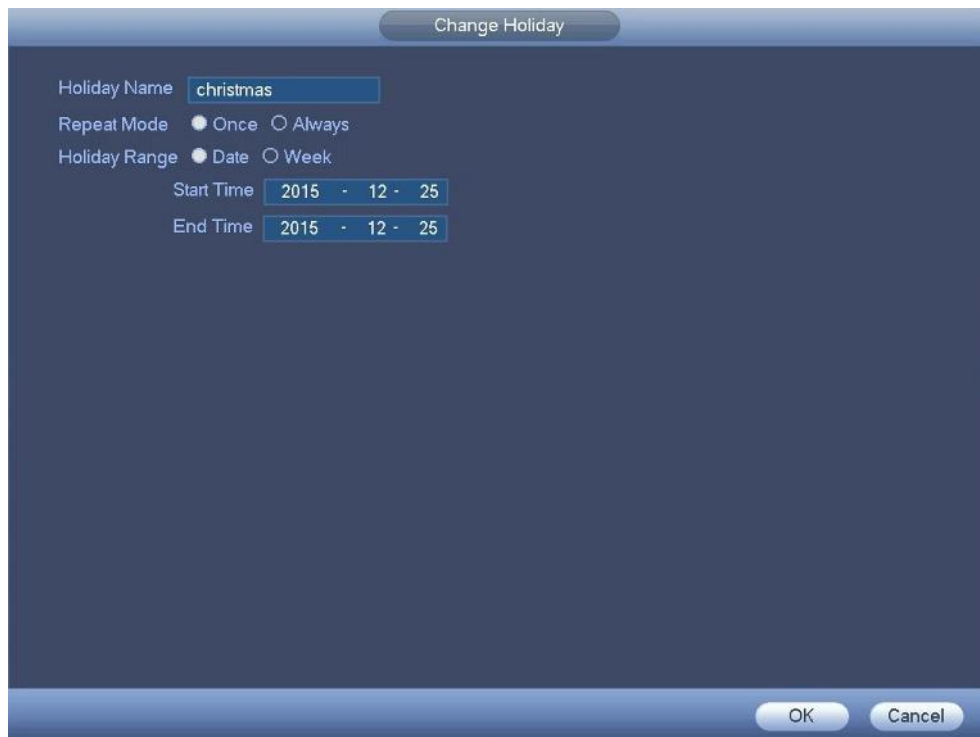 Change Holiday
Holiday Name christmas
Repeat Mode Once Always
Holiday Range Date Week
Start Time 2015 - 12 - 25
End Time 2015 - 12 - 25
OK Cancel